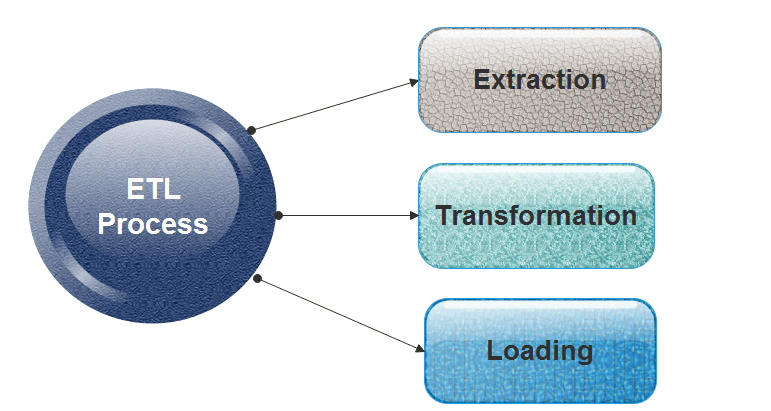 ETL
Process
Extraction
Transformation
Loading